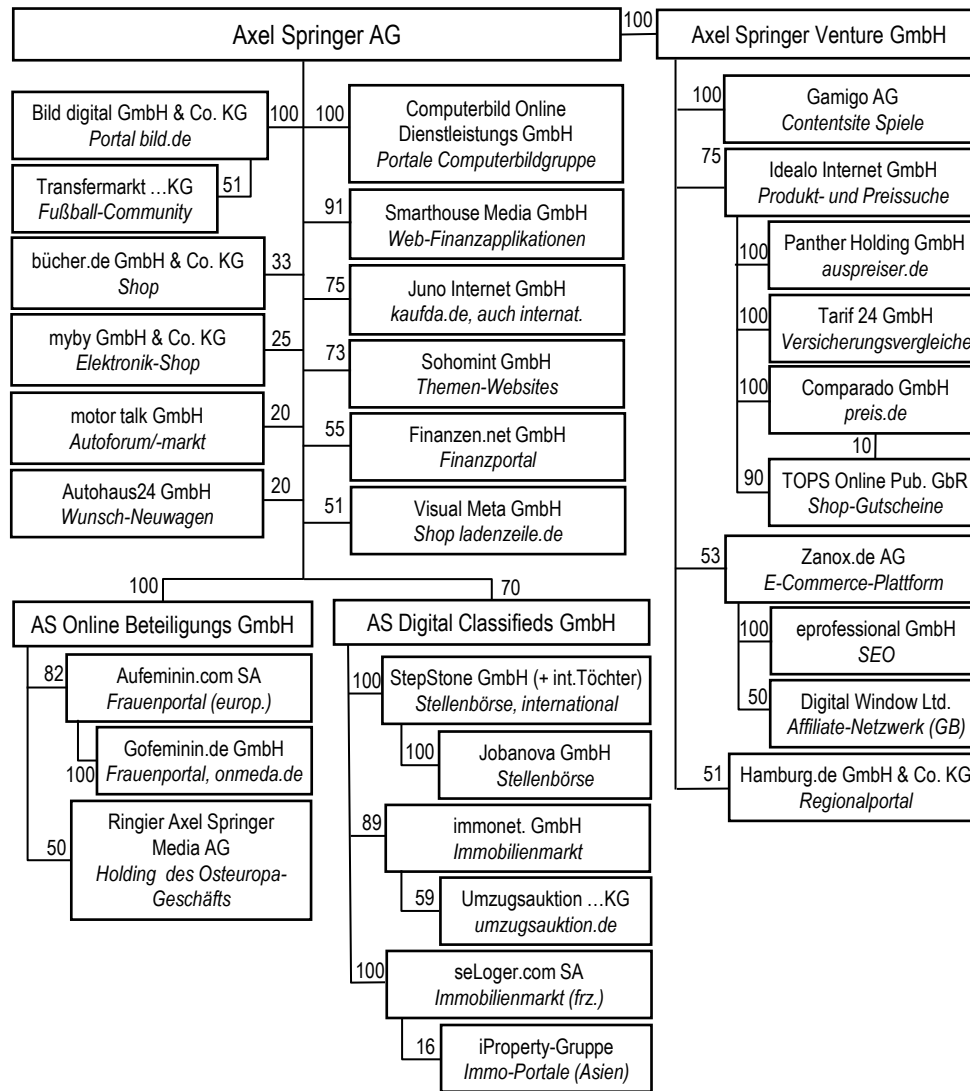 Axel Springer AG
100
Axel Springer Venture GmbH
Bild digital GmbH & Co. KG
Portal bild.de
100
Transfermarkt ...KG
Fußball-Community
51
bücher.de GmbH & Co. KG
Shop
33
myby GmbH & Co. KG
Elektronik-Shop
25
motor talk GmbH
Autoforum/-markt
20
Autohaus24 GmbH
Wunsch-Neuwagen
20
100
Computerbild Online
Dienstleistungs GmbH
Portale Computerbildgruppe
91
Smarthouse Media GmbH
Web-Finanzapplikationen
75
Juno Internet GmbH
kaufda.de, auch internat.
73
Sohomint GmbH
Themen-Websites
55
Finanzen.net GmbH
Finanzportal
51
Visual Meta GmbH
Shop ladenzeile.de
100
AS Online Beteiligungs GmbH
82
Aufeminin.com SA
Frauenportal (europ.)
100
Gofeminin.de GmbH
Frauenportal, onmeda.de
50
Ringier Axel Springer
Media AG
Holding des Osteuropa-
Geschäfts
70
AS Digital Classifieds GmbH
100
StepStone GmbH (+ int.Töchter)
Stellenbörse, international
100
Jobanova GmbH
Stellenbörse
89
immonet. GmbH
Immobilienmarkt
59
Umzugsauktion ...KG
umzugsauktion.de
100
seLoger.com SA
Immobilienmarkt (frz.)
16
iProperty-Gruppe
Immo-Portale (Asien)
100
Gamigo AG
Contentsite Spiele
75
Idealo Internet GmbH
Produkt- und Preissuche
100
Panther Holding GmbH
auspreiser.de
100
Tarif 24 GmbH
Versicherungsvergleiche
100
Comparado GmbH
preis.de
10
90
TOPS Online Pub. GbR
Shop-Gutscheine
53
Zanox.de AG
E-Commerce-Plattform
100
eprofessional GmbH
SEO
50
Digital Window Ltd.
Affiliate-Netzwerk (GB)
51
Hamburg.de GmbH & Co. KG
Regionalportal